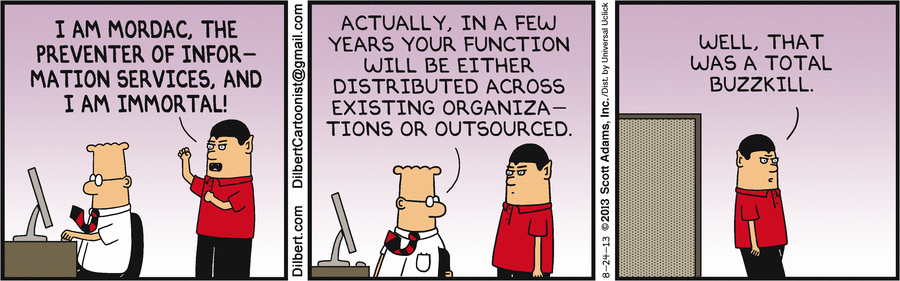 I AM MORDAC, THE
PREVENTER OF INFOR-
MATION SERVICES, AND
I AM IMMORTAL!
Dilbert.com DilbertCartoonist@gmail.com
ACTUALLY, IN A FEW
YEARS YOUR FUNCTION
WILL BE EITHER
DISTRIBUTED ACROSS
EXISTING ORGANIZA-
TIONS OR OUTSOURCED.
8-24-13 ©2013 Scott Adams, Inc./Dist. by Universal Uclick
WELL, THAT
WAS A TOTAL
BUZZKILL.